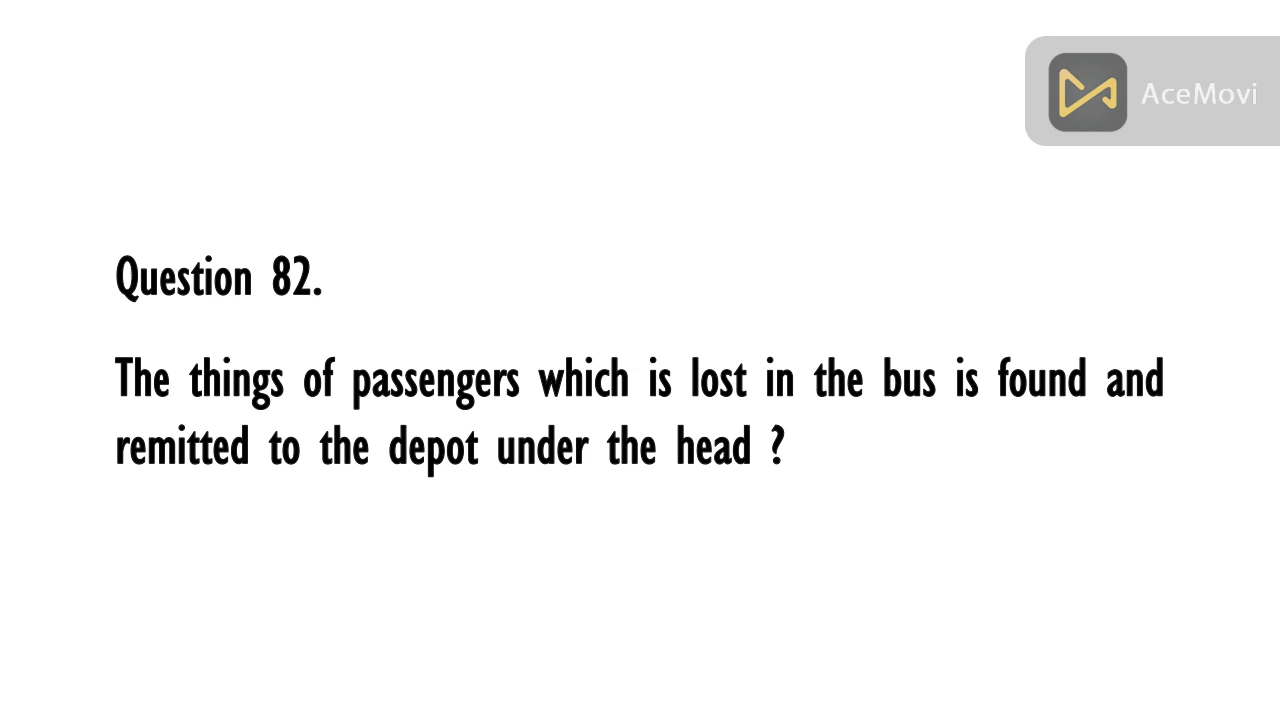 AceMovi
Question 82.
The things of passengers which is lost in the bus is found and
remitted to the depot under the head ?